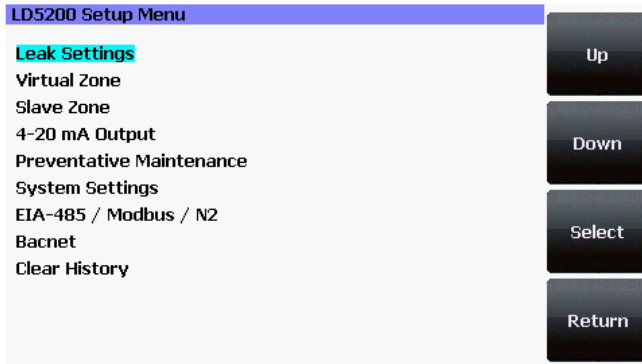 LD5200 Setup Menu
Leak Settings
Virtual Zone
Slave Zone
4-20 mA Output
Preventative Maintenance
System Settings
EIA-485 / Modbus / N2
Bacnet
Clear History
Up
Down
Select
Return